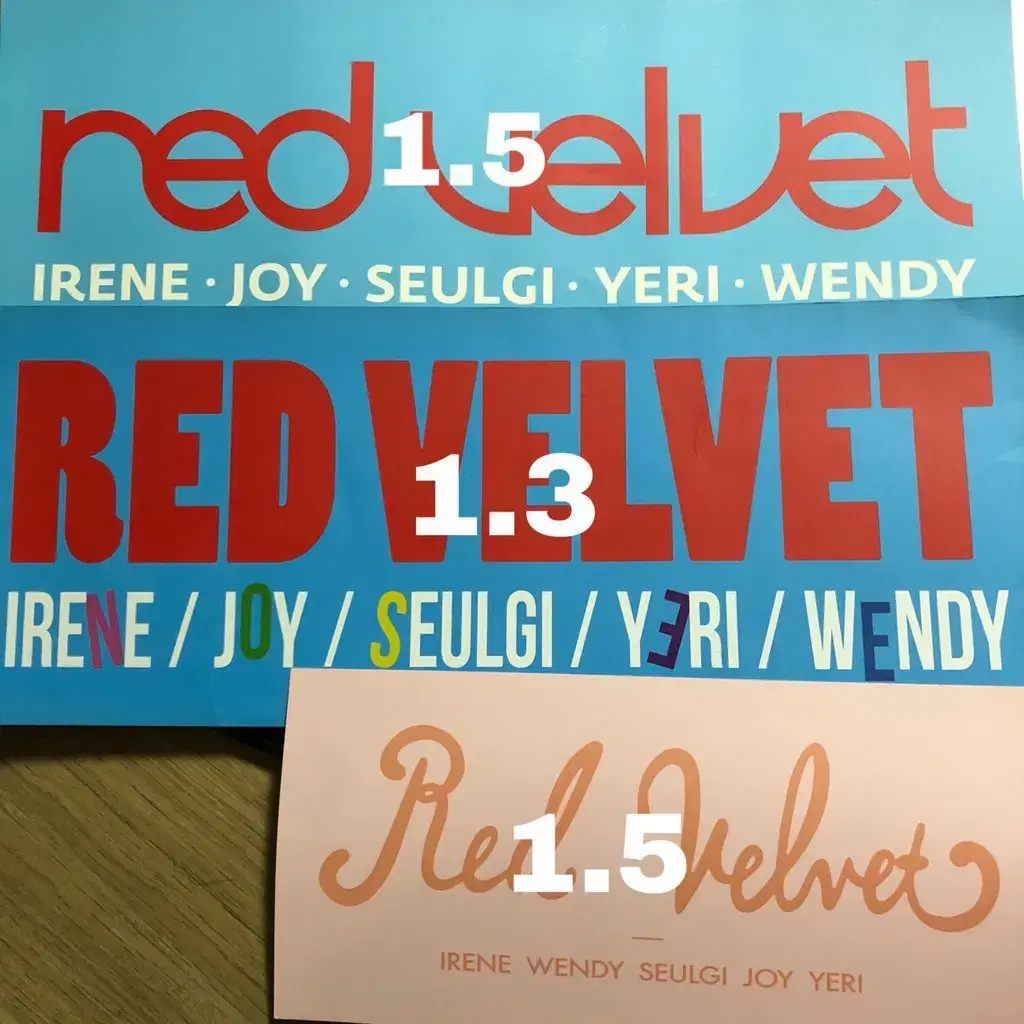 red velvet
1.5
IRENE · JOY · SEULGI · YERI · WENDY
RED VELVET
1.3
IRENE / JOY / SEULGI / YERI / WENDY
Red Velvet
1.5
IRENE WENDY SEULGI JOY YERI